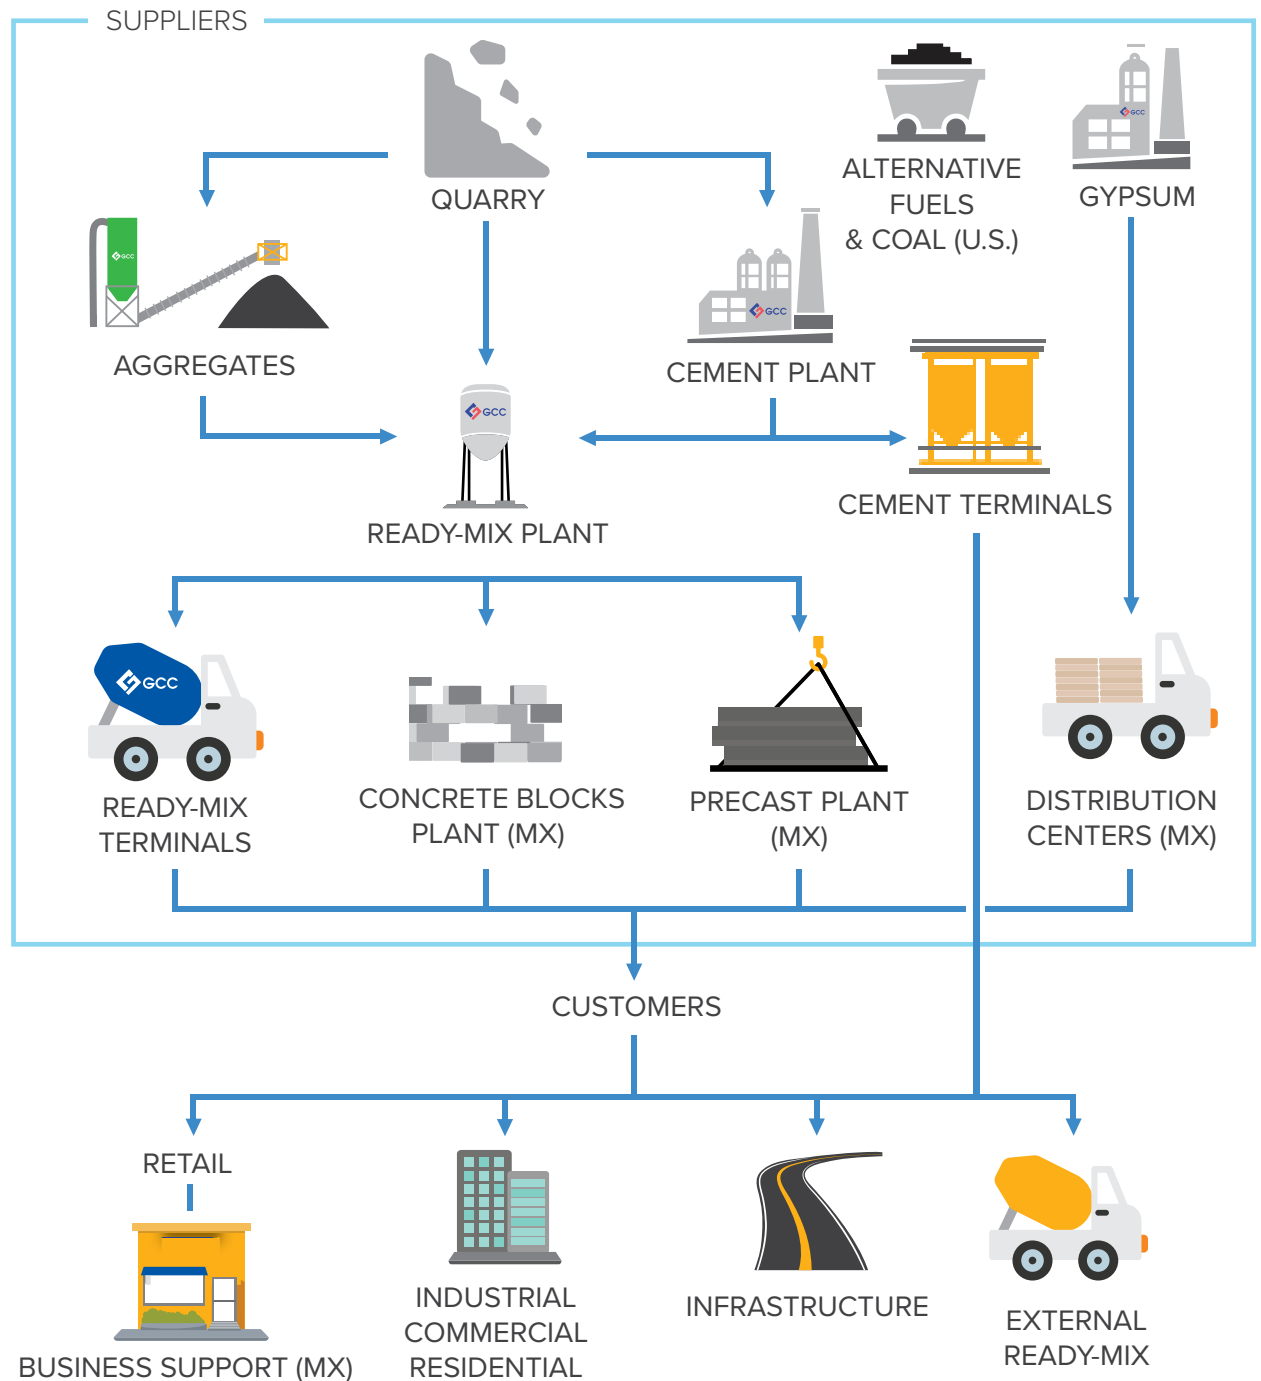 SUPPLIERS
QUARRY
ALTERNATIVE
FUELS
& COAL (U.S.)
GCC
GYPSUM
GCC
AGGREGATES
GCC
CEMENT PLANT
GCC
READY-MIX PLANT
CEMENT TERMINALS
GCC
READY-MIX
TERMINALS
CONCRETE BLOCKS
PLANT (MX)
PRECAST PLANT
(MX)
DISTRIBUTION
CENTERS (MX)
CUSTOMERS
RETAIL
BUSINESS SUPPORT (MX)
INDUSTRIAL
COMMERCIAL
RESIDENTIAL
INFRASTRUCTURE
EXTERNAL
READY-MIX